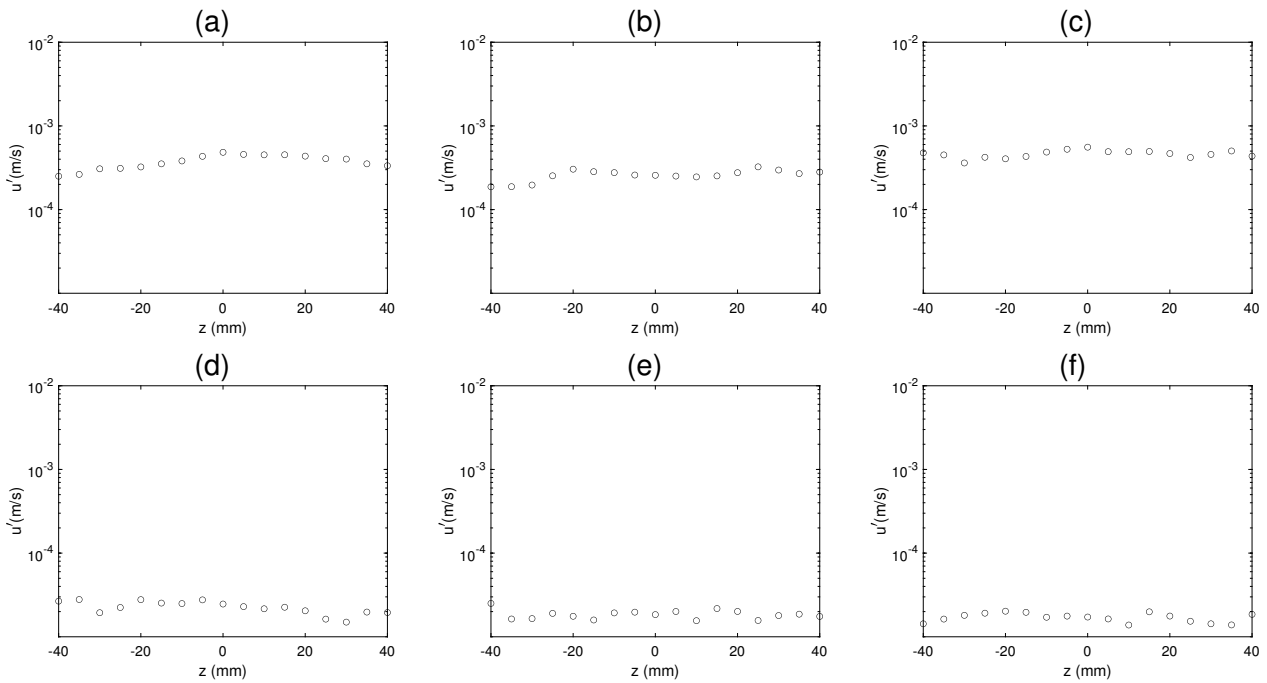 (a) (b) (c)
10⁻² 10⁻² 10⁻²
10⁻³ 10⁻³ 10⁻³
u′(m/s) u′(m/s) u′(m/s)
10⁻⁴ 10⁻⁴ 10⁻⁴
-40 -20 0 20 40 -40 -20 0 20 40 -40 -20 0 20 40
z (mm) z (mm) z (mm)
(d) (e) (f)
10⁻² 10⁻² 10⁻²
10⁻³ 10⁻³ 10⁻³
u′(m/s) u′(m/s) u′(m/s)
10⁻⁴ 10⁻⁴ 10⁻⁴
-40 -20 0 20 40 -40 -20 0 20 40 -40 -20 0 20 40
z (mm) z (mm) z (mm)